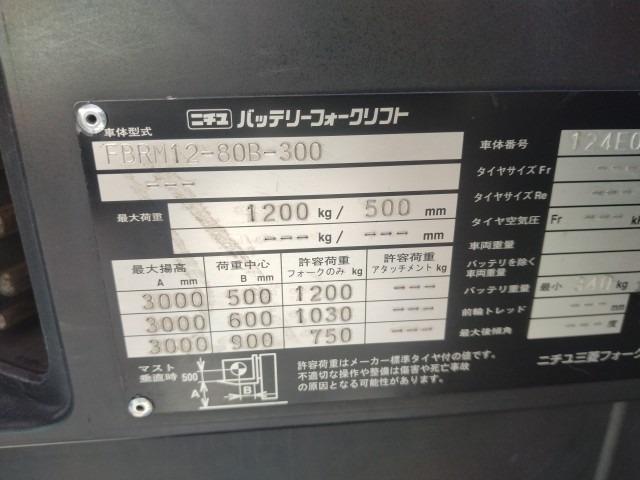 ニチユ バッテリーフォークリフト
車体型式 FBRM12-80B-300
---
最大荷重 1200 kg/ 500 mm
--- kg/ --- mm
最大揚高 A mm 荷重中心 B mm 許容荷重 フォークのみ kg 許容荷重 アタッチメント kg
3000 500 1200 ---
3000 600 1030 ---
3000 900 750 ---
マスト垂直時 500 A B
許容荷重はメーカー標準タイヤ付の値です。
不適切な操作や整備は傷害や死亡事故
の原因となる可能性があります。
車体番号 124E0
タイヤサイズ Fr ---
タイヤサイズ Re ---
タイヤ空気圧 Fr ---
車両重量
バッテリを除く
車両重量
バッテリ重量 最小 340 kg
前輪トレッド ---
最大後傾角 --- 度
ニチユ三菱フォーク